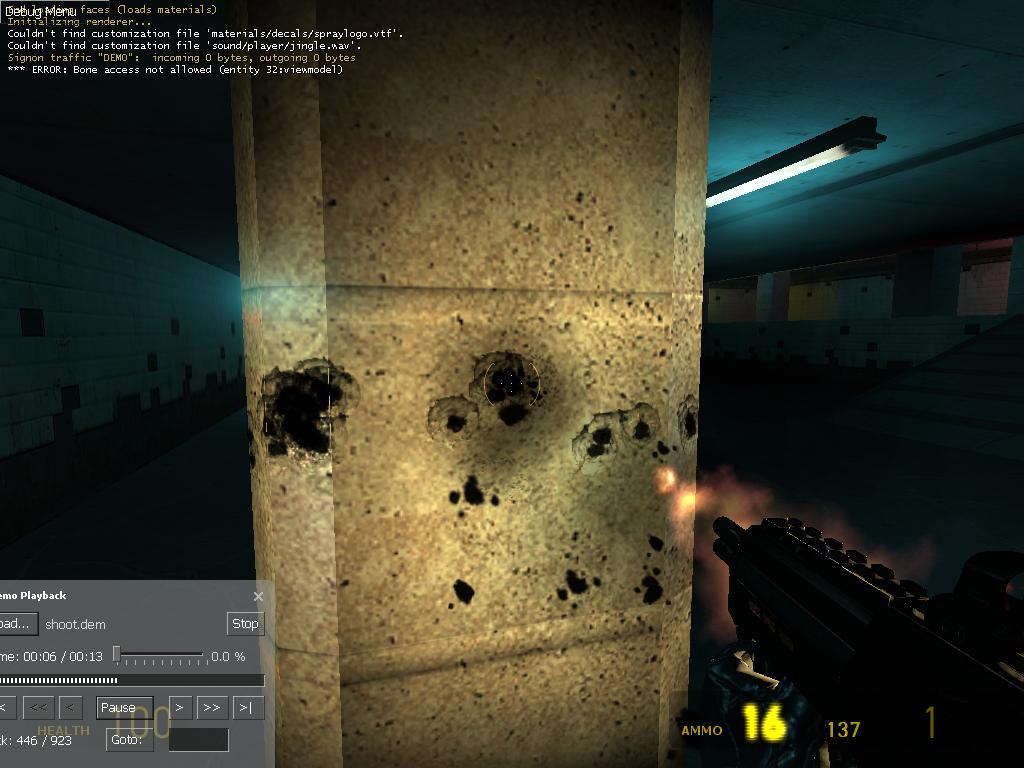 faces (loads materials)
Debug Menu
Initializing renderer...
Couldn't find customization file 'materials/decals/spraylogo.vtf'.
Couldn't find customization file 'sound/player/jingle.wav'.
Signon traffic "DEMO":  incoming 0 bytes, outgoing 0 bytes
*** ERROR: Bone access not allowed (entity 32:viewmodel)
emo Playback
oad... shoot.dem Stop
me: 00:06 / 00:13 0.0 %
< << < Pause > >> >|
HEALTH 100
k: 446 / 923 Goto:
AMMO 16 137 1